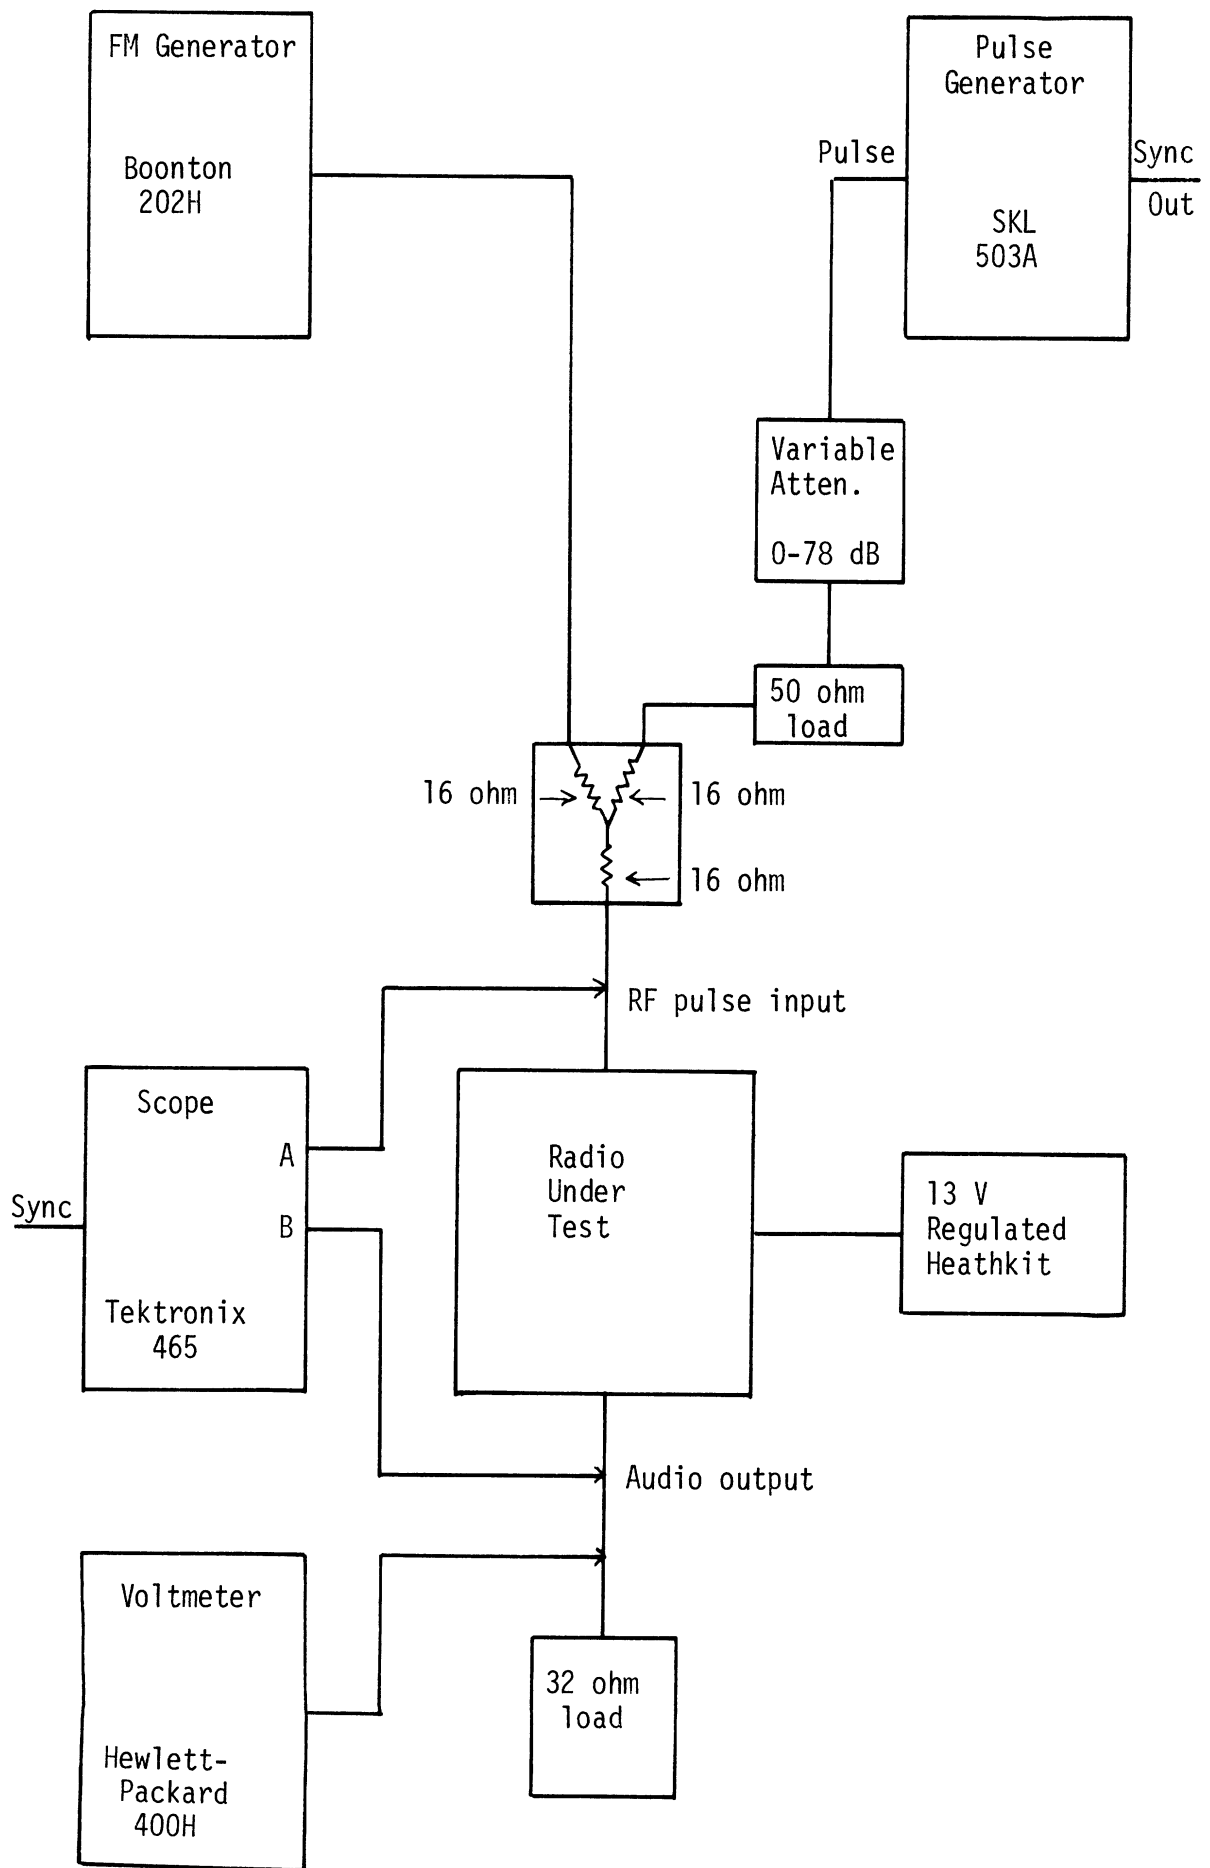 FM Generator
Boonton
202H
Pulse
Generator
SKL
503A
Pulse
Sync
Out
Variable
Atten.
0-78 dB
50 ohm
load
16 ohm
16 ohm
16 ohm
RF pulse input
Scope
A
B
Sync
Tektronix
465
Radio
Under
Test
13 V
Regulated
Heathkit
Audio output
Voltmeter
Hewlett-
Packard
400H
32 ohm
load